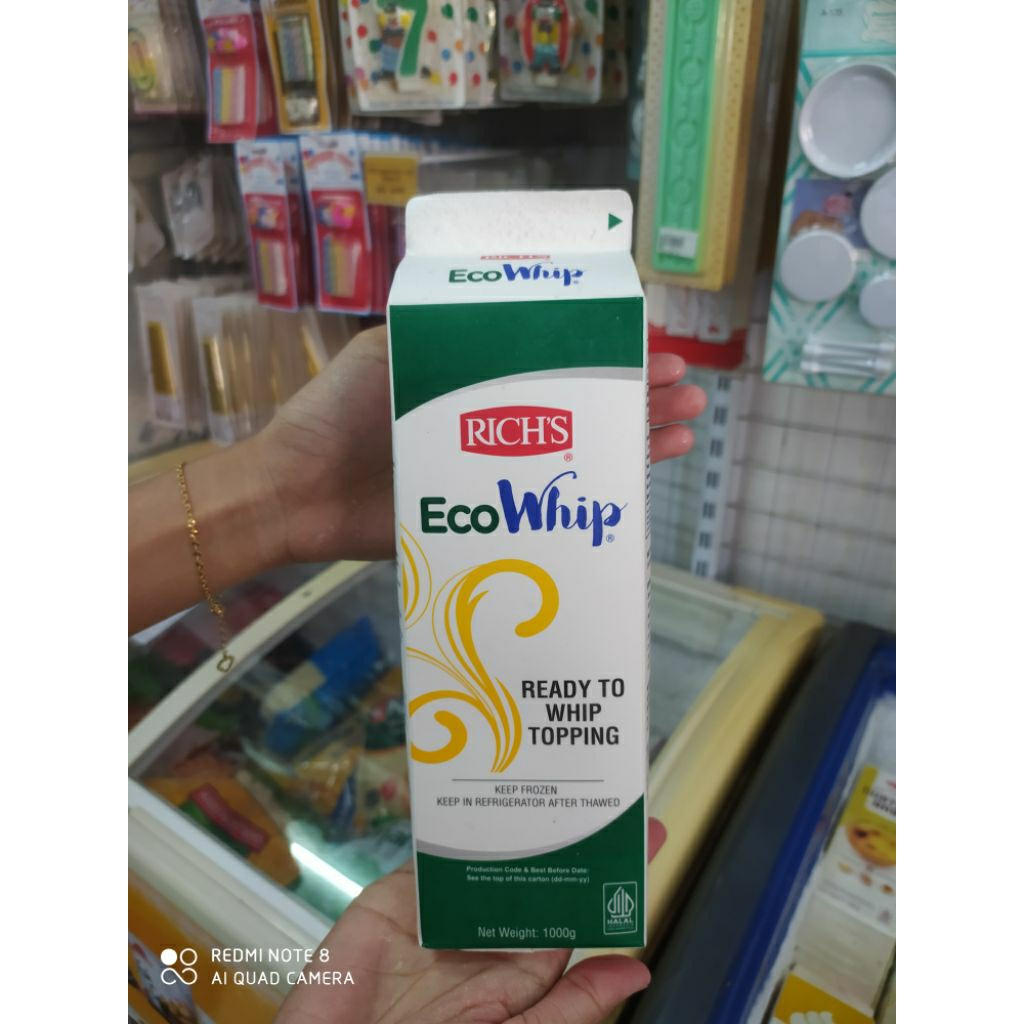 RICH'S
EcoWhip®
RICH'S®
EcoWhip®
READY TO
WHIP
TOPPING
KEEP FROZEN
KEEP IN REFRIGERATOR AFTER THAWED
Production Code & Best Before Date:
See the top of this carton (dd-mm-yy)
HALAL
Net Weight: 1000g
REDMI NOTE 8
AI QUAD CAMERA